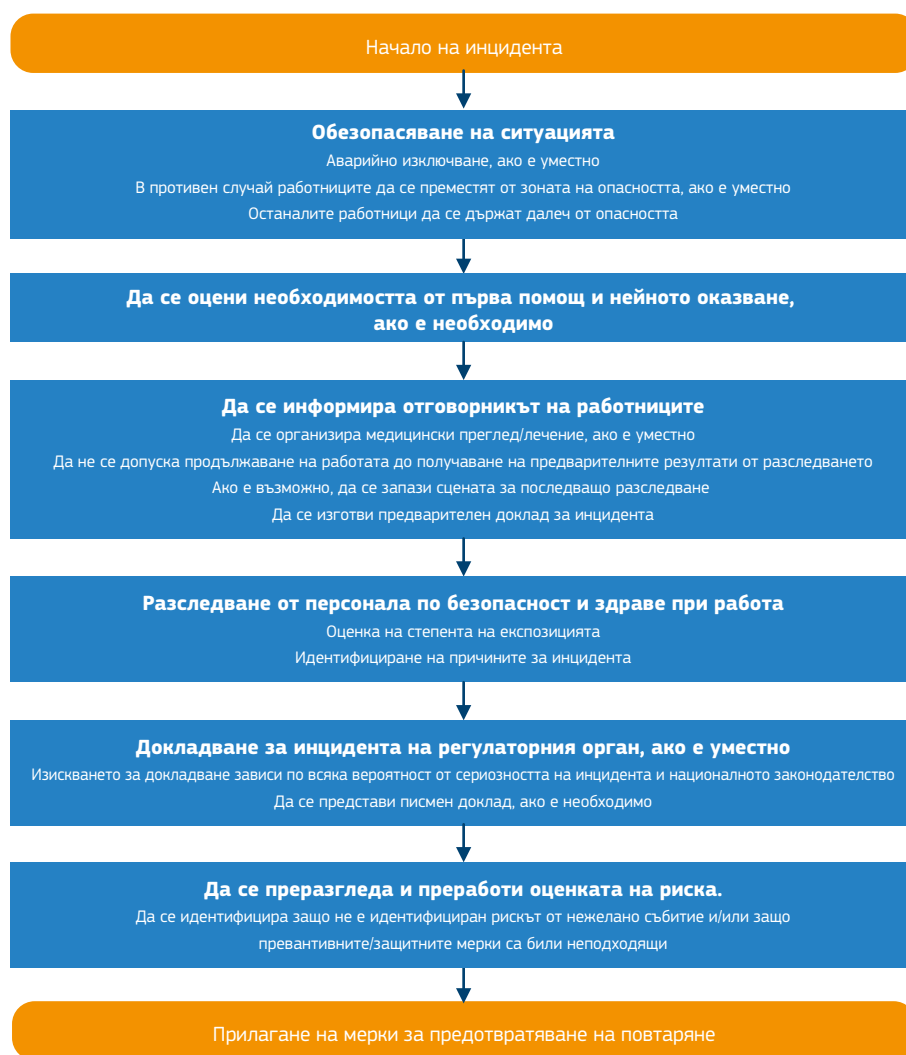 Начало на инцидента
Обезопасяване на ситуацията
Аварийно изключване, ако е уместно
В противен случай работниците да се преместят от зоната на опасността, ако е уместно
Останалите работници да се държат далеч от опасността
Да се оцени необходимостта от първа помощ и нейното оказване,
ако е необходимо
Да се информира отговорникът на работниците
Да се организира медицински преглед/лечение, ако е уместно
Да не се допуска продължаване на работата до получаване на предварителните резултати от разследването
Ако е възможно, да се запази сцената за последващо разследване
Да се изготви предварителен доклад за инцидента
Разследване от персонала по безопасност и здраве при работа
Оценка на степента на експозицията
Идентифициране на причините за инцидента
Докладване за инцидента на регулаторния орган, ако е уместно
Изискването за докладване зависи по всяка вероятност от сериозността на инцидента и националното законодателство
Да се представи писмен доклад, ако е необходимо
Да се преразгледа и преработи оценката на риска.
Да се идентифицира защо не е идентифициран рискът от нежелано събитие и/или защо
превантивните/защитните мерки са били неподходящи
Прилагане на мерки за предотвратяване на повтаряне